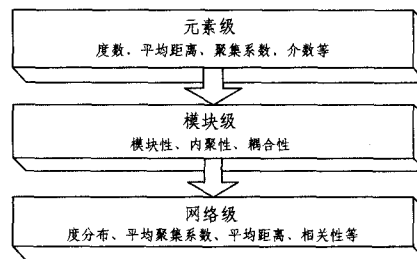 元素级
度数、平均距离、聚集系数、介数等
模块级
模块性、内聚性、耦合性
网络级
度分布、平均聚集系数、平均距离、相关性等